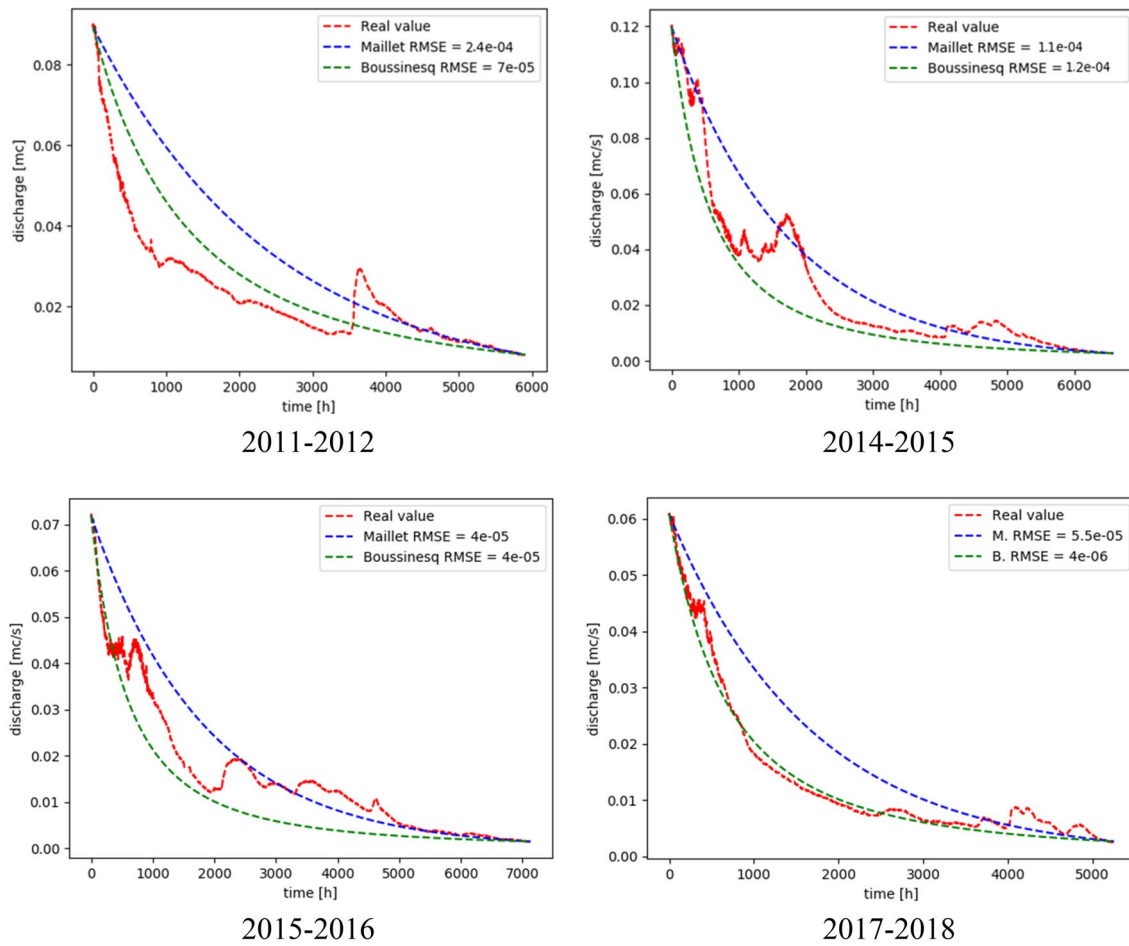 Real value
Maillet RMSE = 2.4e-04
Boussinesq RMSE = 7e-05
0.08
0.06
0.04
0.02
discharge [mc]
0 1000 2000 3000 4000 5000 6000
time [h]
2011-2012
Real value
Maillet RMSE = 1.1e-04
Boussinesq RMSE = 1.2e-04
0.12
0.10
0.08
0.06
0.04
0.02
0.00
discharge [mc/s]
0 1000 2000 3000 4000 5000 6000
time [h]
2014-2015
Real value
Maillet RMSE = 4e-05
Boussinesq RMSE = 4e-05
0.07
0.06
0.05
0.04
0.03
0.02
0.01
0.00
discharge [mc/s]
0 1000 2000 3000 4000 5000 6000 7000
time [h]
2015-2016
Real value
M. RMSE = 5.5e-05
B. RMSE = 4e-06
0.06
0.05
0.04
0.03
0.02
0.01
0.00
discharge [mc/s]
0 1000 2000 3000 4000 5000
time [h]
2017-2018